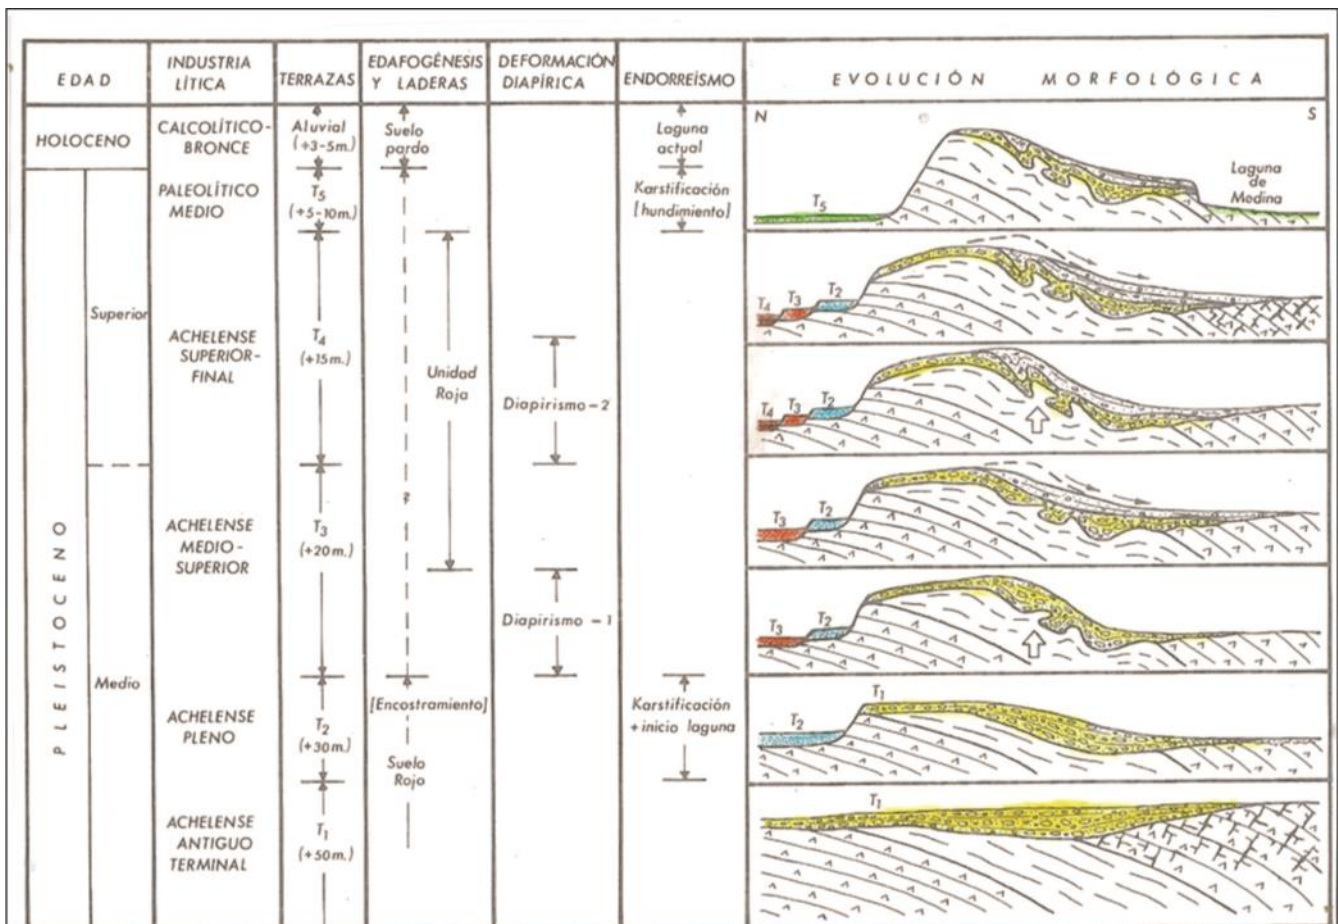 EDAD
INDUSTRIA
LÍTICA
TERRAZAS
EDAFOGÉNESIS
Y LADERAS
DEFORMACIÓN
DIAPÍRICA
ENDORREÍSMO
EVOLUCIÓN MORFOLÓGICA
HOLOCENO
CALCOLÍTICO-
BRONCE
Aluvial
(+3-5m.)
Suelo
pardo
Laguna
actual
N
S
Laguna
de
Medina
T5
PLEISTOCENO
Superior
PALEOLÍTICO
MEDIO
T5
(+5-10m.)
Karstificación
[hundimiento]
T4
T3
T2
ACHELENSE
SUPERIOR-
FINAL
T4
(+15m.)
Unidad
Roja
Diapirismo-2
T4
T3
T2
Medio
ACHELENSE
MEDIO-
SUPERIOR
T3
(+20m.)
?
Diapirismo -1
T3
T2
T3
T2
ACHELENSE
PLENO
T2
(+30m.)
[Encostramiento]
Suelo
Rojo
Karstificación
+inicio laguna
T1
T2
ACHELENSE
ANTIGUO
TERMINAL
T1
(+50m.)
T1